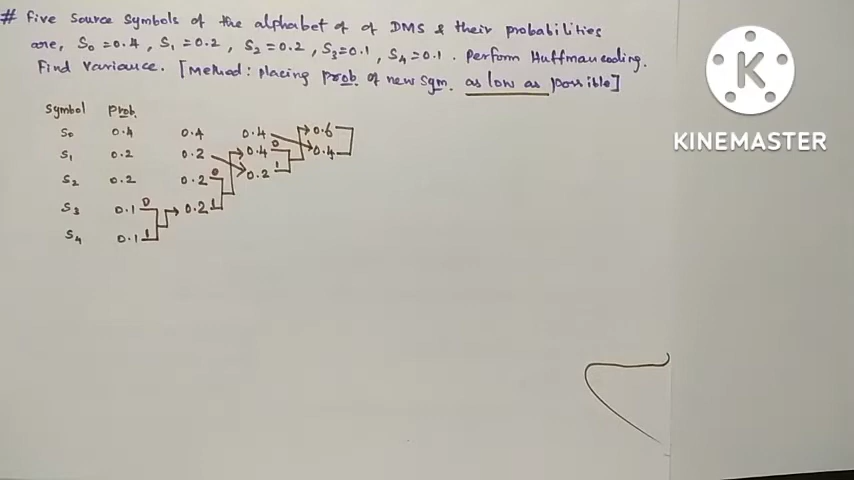 # Five Source Symbols of the alphabet of of DMS & their probabilities
are, S0 = 0.4, S1 = 0.2, S2 = 0.2, S3=0.1, S4=0.1. Perform Huffman coding.
Find Variance. [Method: Placing prob. of new sym. as low as possible]
K
KINEMASTER
Symbol Prob.
S0 0.4 0.4 0.4 0.6
S1 0.2 0.2 0.4 0 0.4
S2 0.2 0.2 0 0.2 1
S3 0.1 0 0.2 1
S4 0.1 1